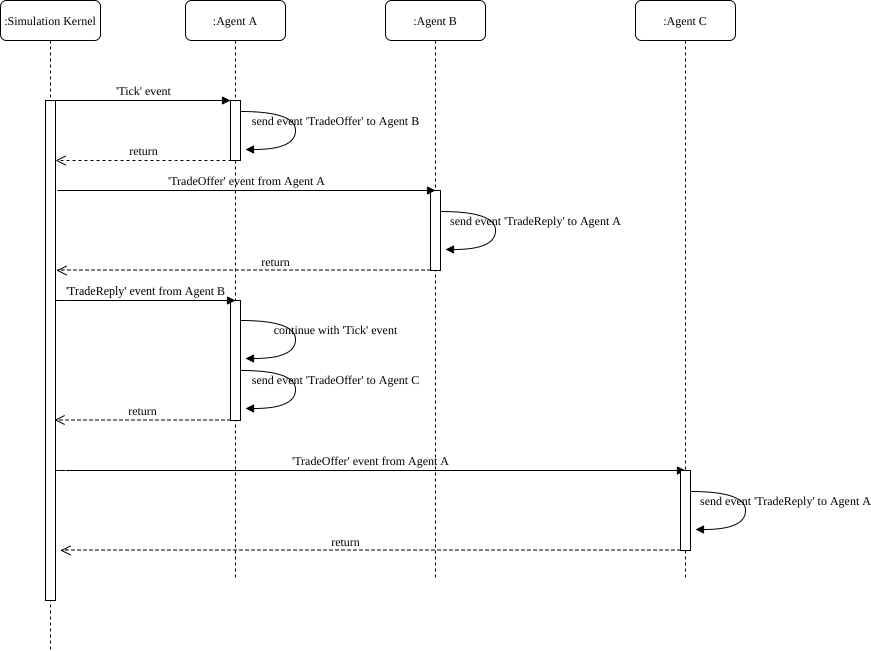 :Simulation Kernel
:Agent A
:Agent B
:Agent C
'Tick' event
send event 'TradeOffer' to Agent B
return
'TradeOffer' event from Agent A
send event 'TradeReply' to Agent A
return
'TradeReply' event from Agent B
continue with 'Tick' event
send event 'TradeOffer' to Agent C
return
'TradeOffer' event from Agent A
send event 'TradeReply' to Agent A
return